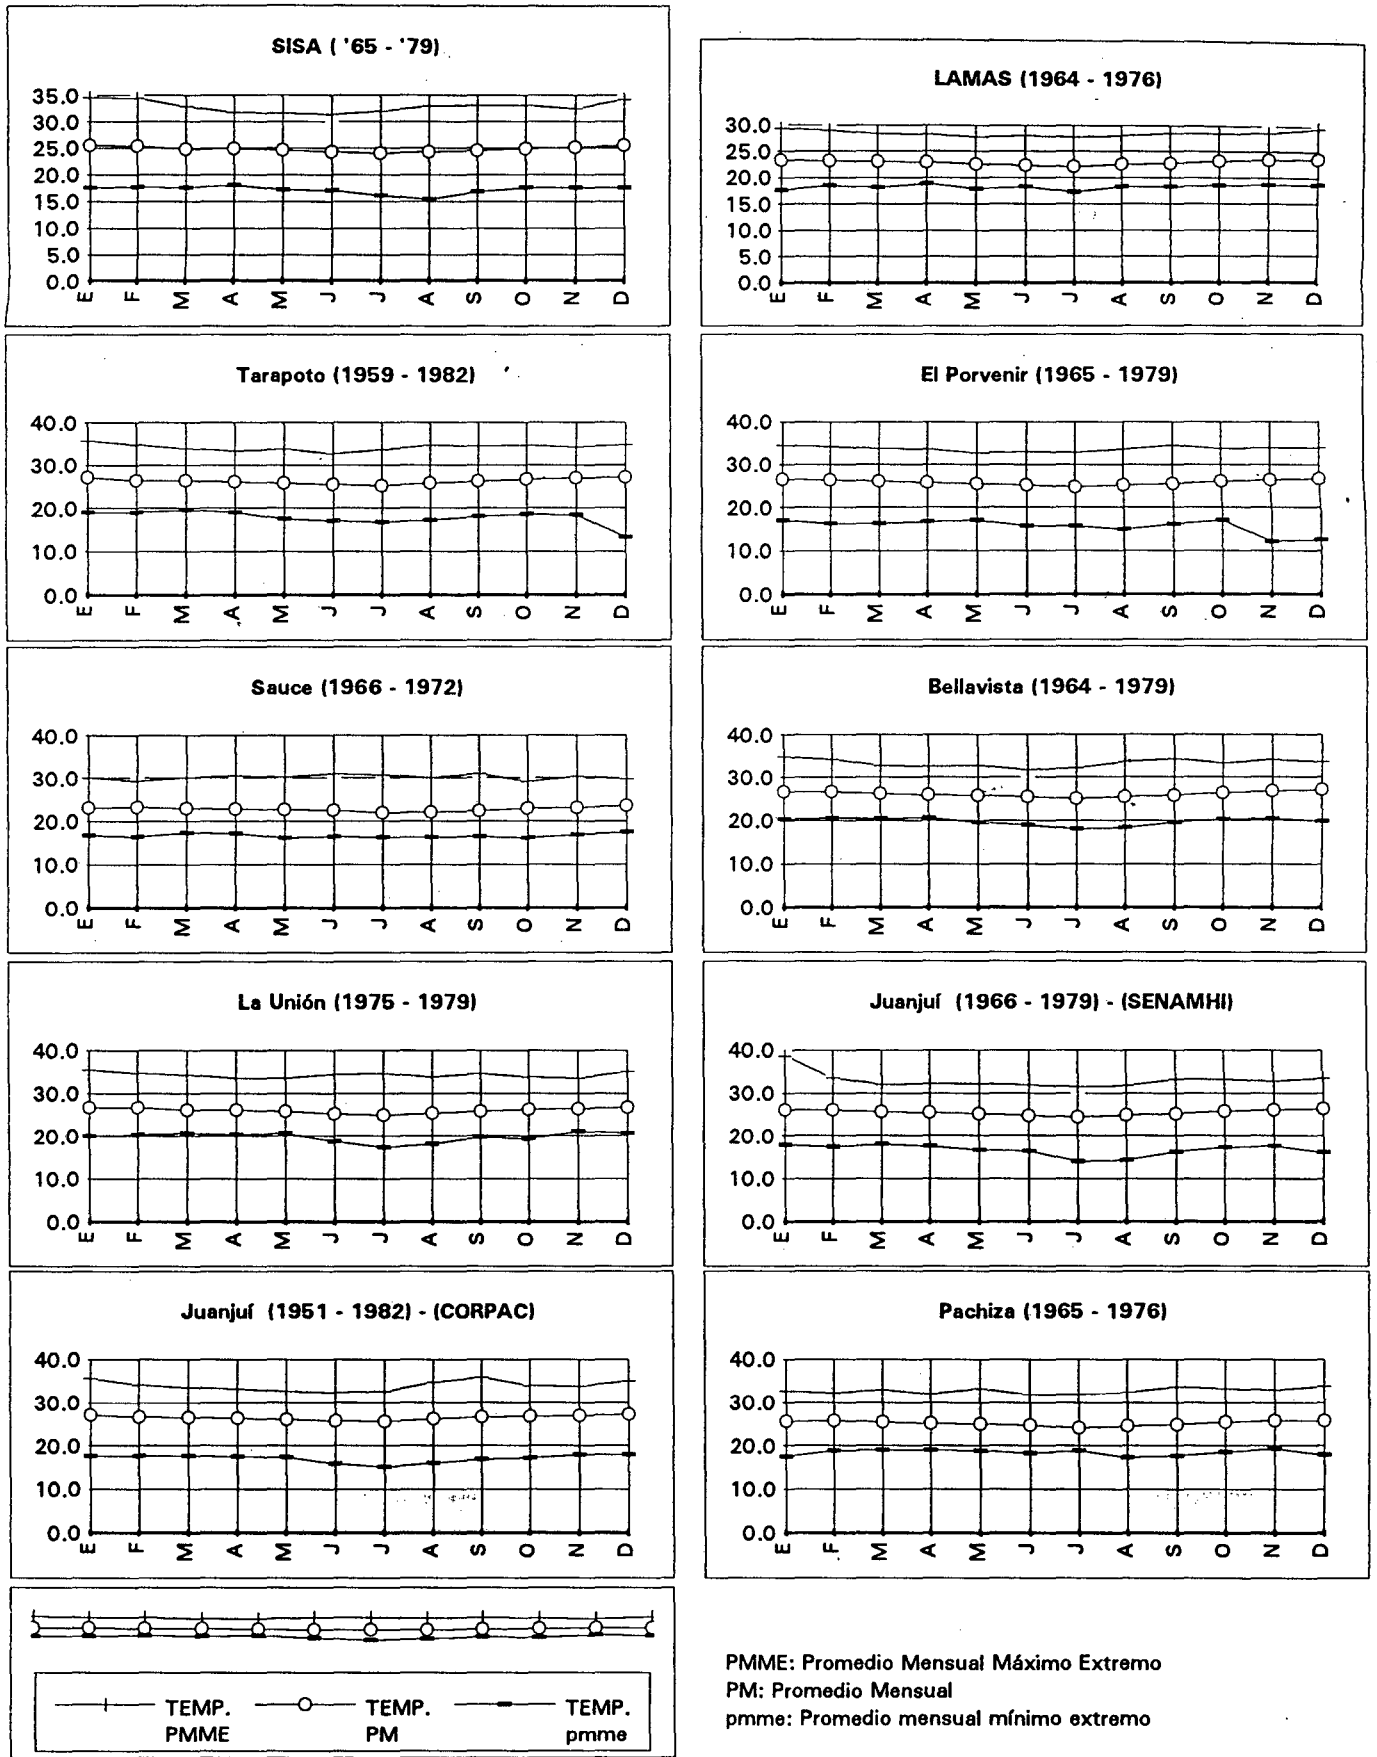 SISA ( '65 - '79)
35.0
30.0
25.0
20.0
15.0
10.0
5.0
0.0
E F M A M J J A S O N D
LAMAS (1964 - 1976)
30.0
25.0
20.0
15.0
10.0
5.0
0.0
E F M A M J J A S O N D
Tarapoto (1959 - 1982)
40.0
30.0
20.0
10.0
0.0
E F M A M J J A S O N D
El Porvenir (1965 - 1979)
40.0
30.0
20.0
10.0
0.0
E F M A M J J A S O N D
Sauce (1966 - 1972)
40.0
30.0
20.0
10.0
0.0
E F M A M J J A S O N D
Bellavista (1964 - 1979)
40.0
30.0
20.0
10.0
0.0
E F M A M J J A S O N D
La Unión (1975 - 1979)
40.0
30.0
20.0
10.0
0.0
E F M A M J J A S O N D
Juanjuí (1966 - 1979) - (SENAMHI)
40.0
30.0
20.0
10.0
0.0
E F M A M J J A S O N D
Juanjuí (1951 - 1982) - (CORPAC)
40.0
30.0
20.0
10.0
0.0
E F M A M J J A S O N D
Pachiza (1965 - 1976)
40.0
30.0
20.0
10.0
0.0
E F M A M J J A S O N D
TEMP. PMME
TEMP. PM
TEMP. pmme
PMME: Promedio Mensual Máximo Extremo
PM: Promedio Mensual
pmme: Promedio mensual mínimo extremo